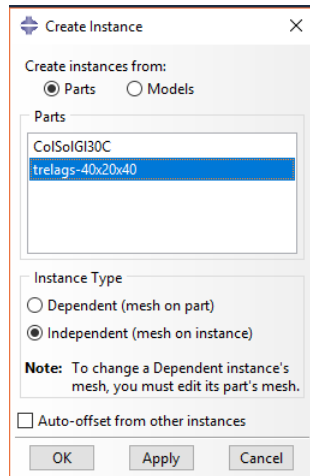 Create Instance
Create instances from:
Parts Models
Parts
ColSolGI30C
trelags-40x20x40
Instance Type
Dependent (mesh on part)
Independent (mesh on instance)
Note: To change a Dependent instance's
mesh, you must edit its part's mesh.
Auto-offset from other instances
OK Apply Cancel